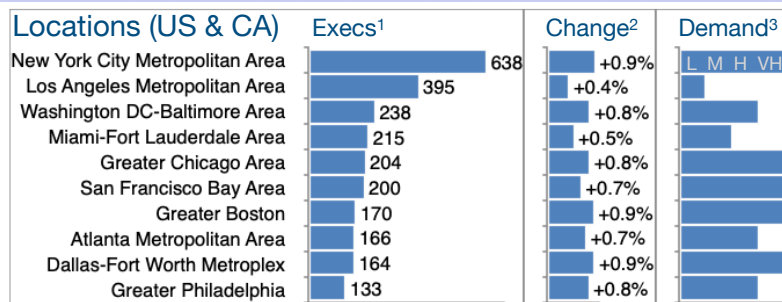 Locations (US & CA) Execs¹ Change² Demand³
New York City Metropolitan Area 638 +0.9% L M H VH
Los Angeles Metropolitan Area 395 +0.4%
Washington DC-Baltimore Area 238 +0.8%
Miami-Fort Lauderdale Area 215 +0.5%
Greater Chicago Area 204 +0.8%
San Francisco Bay Area 200 +0.7%
Greater Boston 170 +0.9%
Atlanta Metropolitan Area 166 +0.7%
Dallas-Fort Worth Metroplex 164 +0.9%
Greater Philadelphia 133 +0.8%